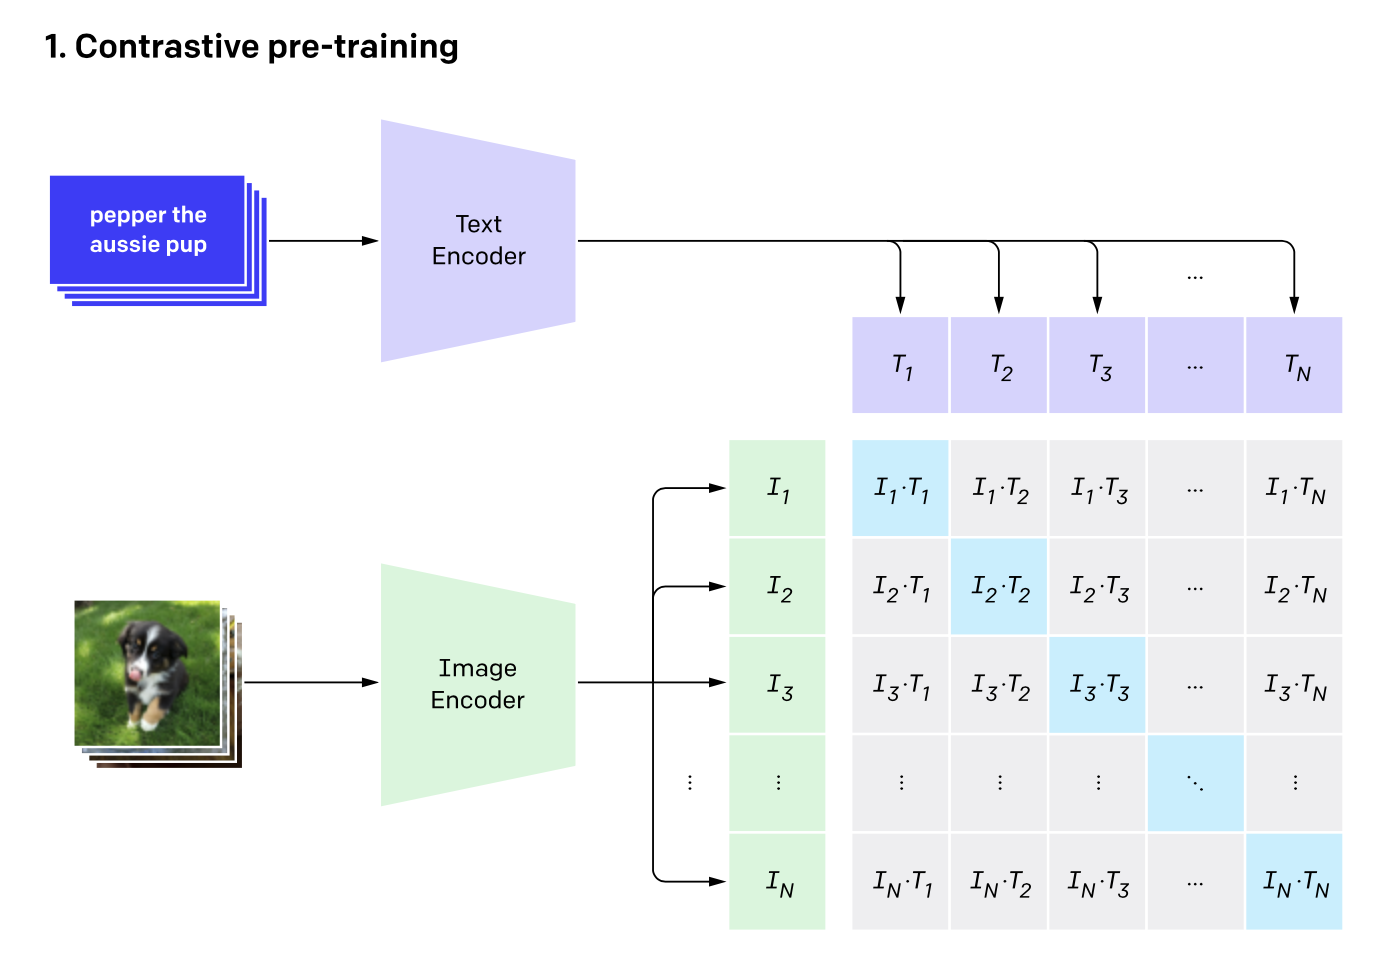 1. Contrastive pre-training
pepper the
aussie pup
Text
Encoder
...
T1 T2 T3 ... TN
I1 I1·T1 I1·T2 I1·T3 ... I1·TN
I2 I2·T1 I2·T2 I2·T3 ... I2·TN
Image
Encoder
I3 I3·T1 I3·T2 I3·T3 ... I3·TN
⋮ ⋮ ⋮ ⋮ ⋮ ⋱ ⋮
IN IN·T1 IN·T2 IN·T3 ... IN·TN